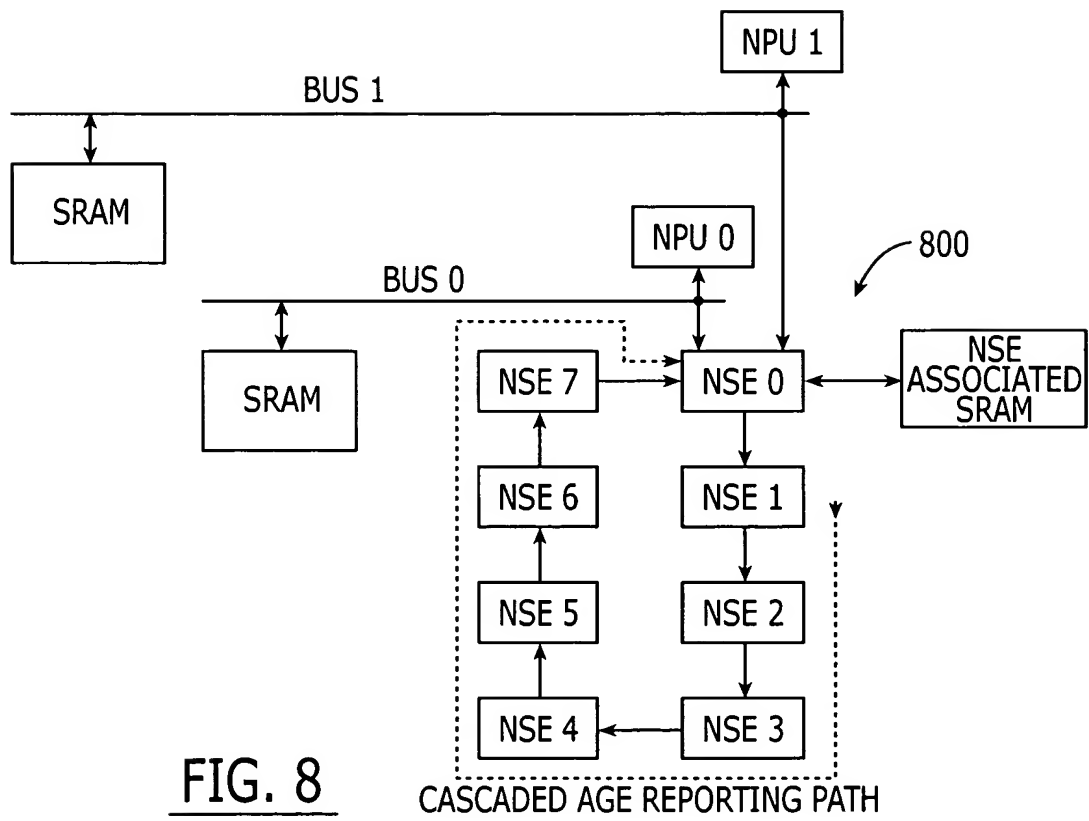 NPU 1
BUS 1
SRAM
NPU 0
800
BUS 0
SRAM
NSE 7
NSE 0
NSE
ASSOCIATED
SRAM
NSE 6
NSE 1
NSE 5
NSE 2
NSE 4
NSE 3
FIG. 8
CASCADED AGE REPORTING PATH